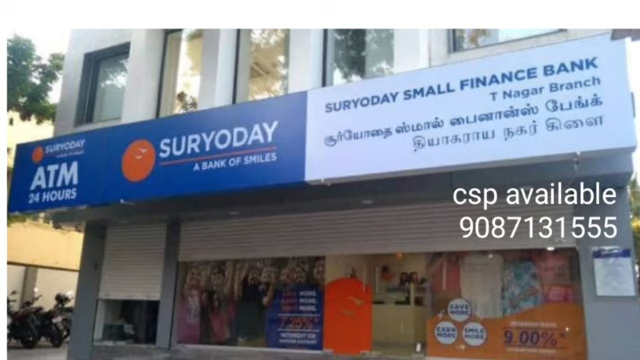 SURYODAY
ATM
24 HOURS
SURYODAY
A BANK OF SMILES
SURYODAY SMALL FINANCE BANK
T Nagar Branch
சூர்யோதை ஸ்மால் பைனான்ஸ் பேங்க்
தியாகராய நகர் கிளை
csp available
9087131555
SAVE
MORE
EARN
MORE
SMILE
MORE
9.00%*